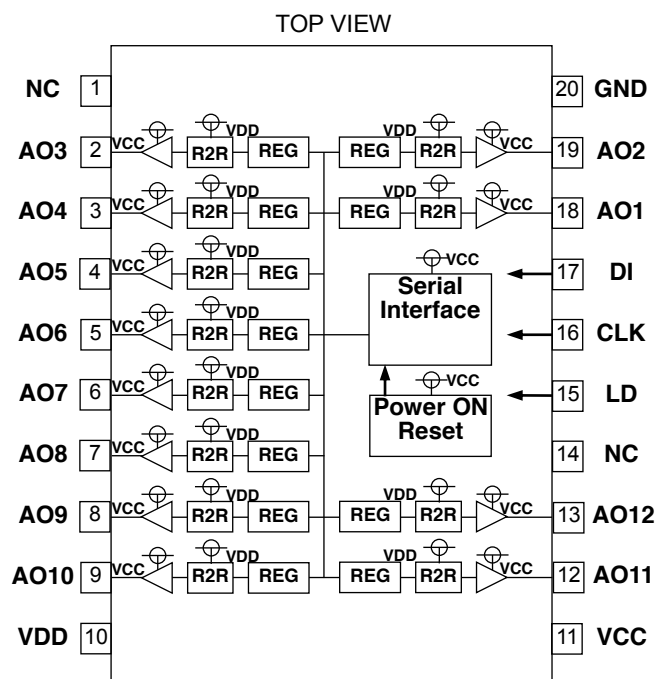 TOP VIEW
NC 1 20 GND
AO3 2 VCC R2R VDD REG REG VDD R2R VCC 19 AO2
AO4 3 VCC R2R VDD REG REG VDD R2R VCC 18 AO1
AO5 4 VCC R2R VDD REG VCC 17 DI
Serial
Interface
AO6 5 VCC R2R VDD REG 16 CLK
AO7 6 VCC R2R VDD REG VCC 15 LD
Power ON
Reset
AO8 7 VCC R2R VDD REG 14 NC
AO9 8 VCC R2R VDD REG REG VDD R2R VCC 13 AO12
AO10 9 VCC R2R VDD REG REG VDD R2R VCC 12 AO11
VDD 10 11 VCC